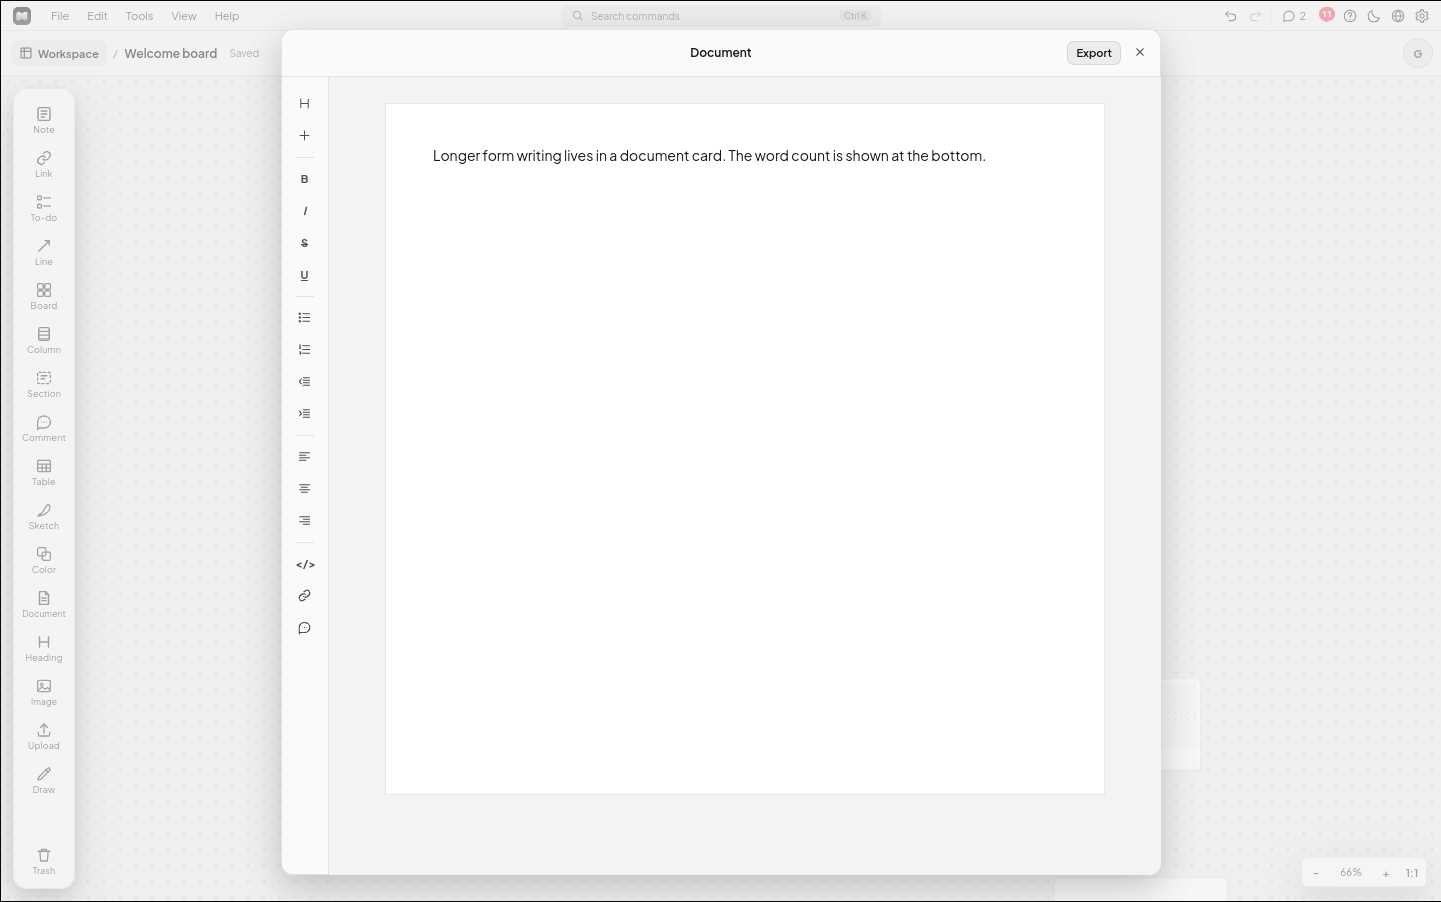 File Edit Tools View Help
Search commands Ctrl K
2 11
Workspace / Welcome board Saved
G
Document
Export
Note
Link
To-do
Line
Board
Column
Section
Comment
Table
Sketch
Color
Document
Heading
Image
Upload
Draw
Trash
H
B
I
S
U
</>
Longer form writing lives in a document card. The word count is shown at the bottom.
- 66% + 1:1